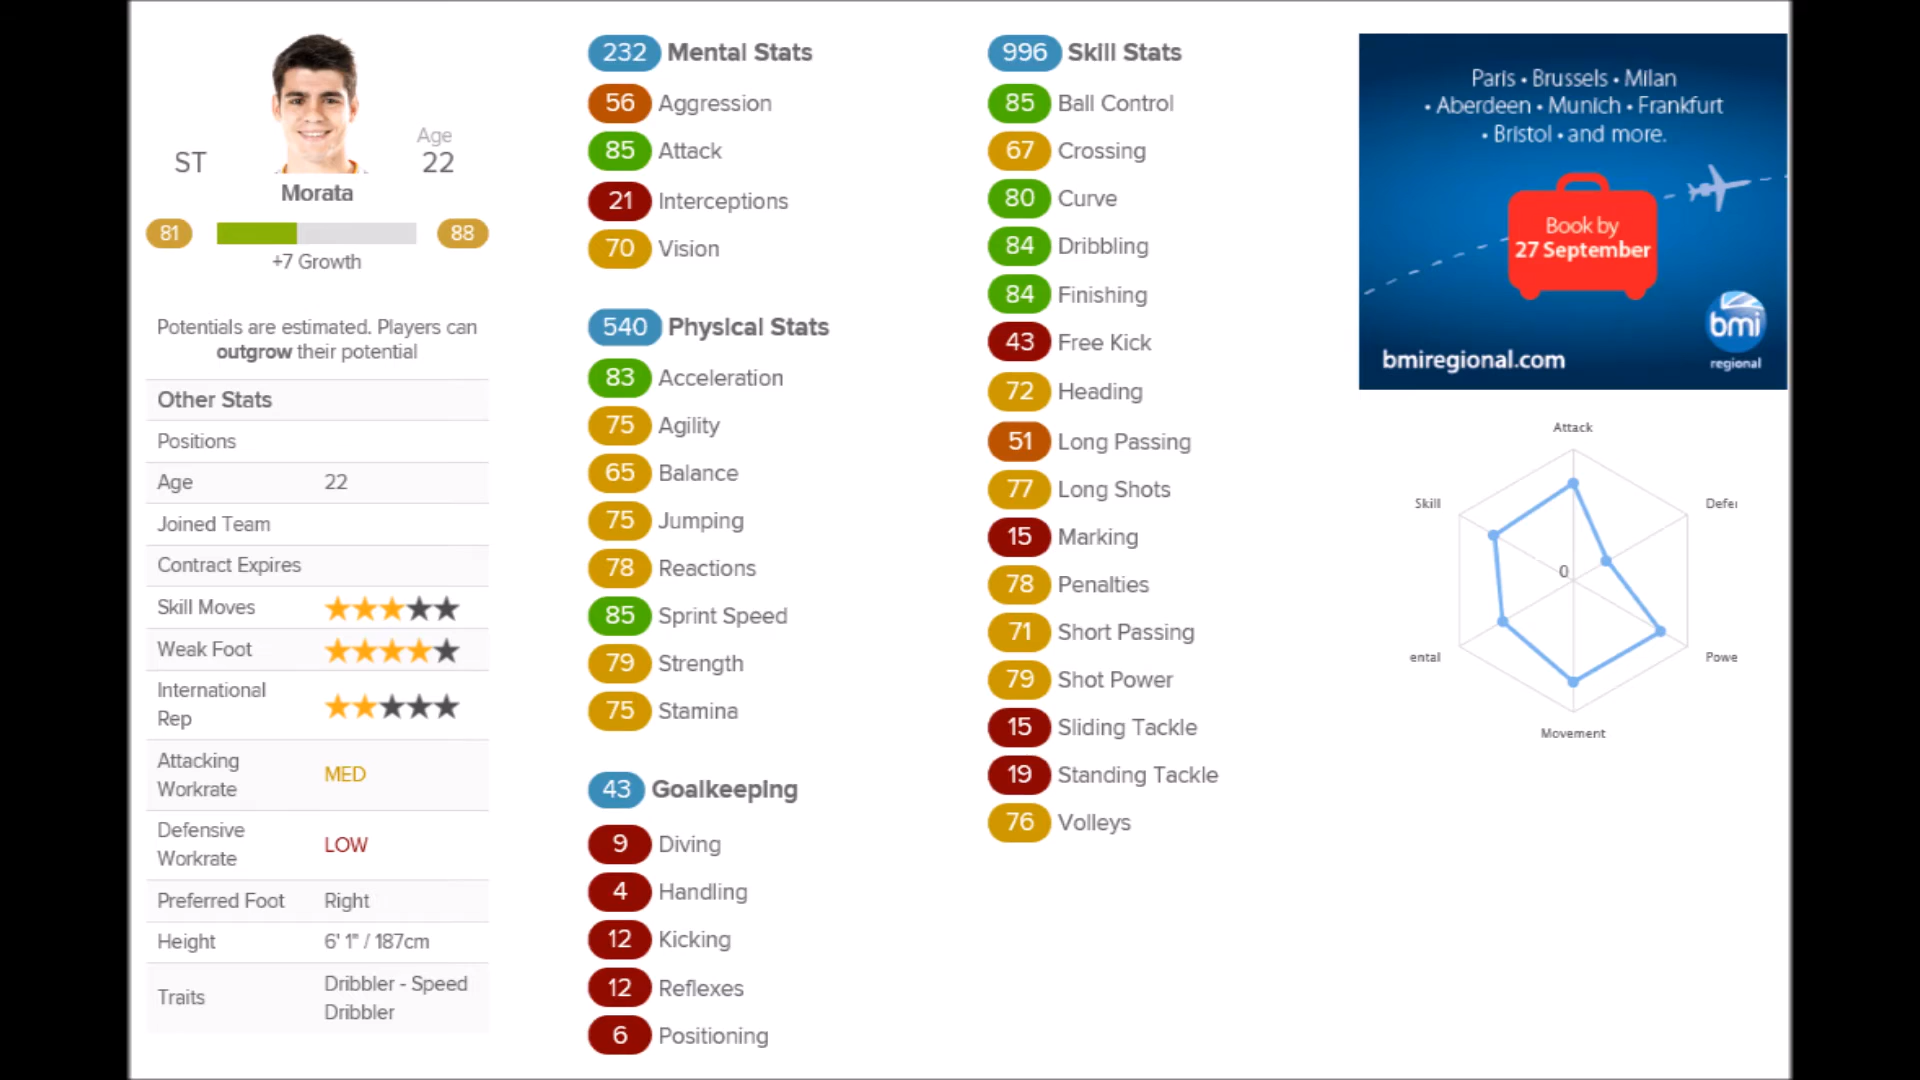 ST
Age
22
Morata
81
88
+7 Growth
Potentials are estimated. Players can
outgrow their potential
Other Stats
Positions
Age 22
Joined Team
Contract Expires
Skill Moves
Weak Foot
International
Rep
Attacking
Workrate
MED
Defensive
Workrate
LOW
Preferred Foot Right
Height 6' 1" / 187cm
Traits
Dribbler - Speed
Dribbler
232 Mental Stats
56 Aggression
85 Attack
21 Interceptions
70 Vision
540 Physical Stats
83 Acceleration
75 Agility
65 Balance
75 Jumping
78 Reactions
85 Sprint Speed
79 Strength
75 Stamina
43 Goalkeeping
9 Diving
4 Handling
12 Kicking
12 Reflexes
6 Positioning
996 Skill Stats
85 Ball Control
67 Crossing
80 Curve
84 Dribbling
84 Finishing
43 Free Kick
72 Heading
51 Long Passing
77 Long Shots
15 Marking
78 Penalties
71 Short Passing
79 Shot Power
15 Sliding Tackle
19 Standing Tackle
76 Volleys
Paris • Brussels • Milan
• Aberdeen • Munich • Frankfurt
• Bristol • and more.
Book by
27 September
bmi
regional
bmiregional.com
Attack
Skill
Defei
0
ental
Powe
Movement